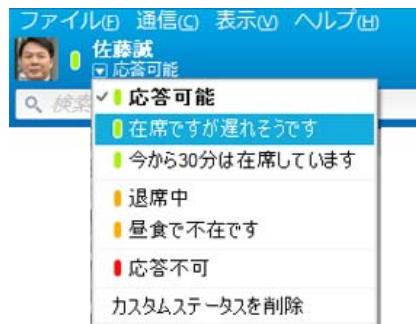 ファイル(F) 通信(C) 表示(V) ヘルプ(H)
佐藤誠
応答可能
検索
応答可能
在席ですが遅れそうです
今から30分は在席しています
退席中
昼食で不在です
応答不可
カスタムステータスを削除